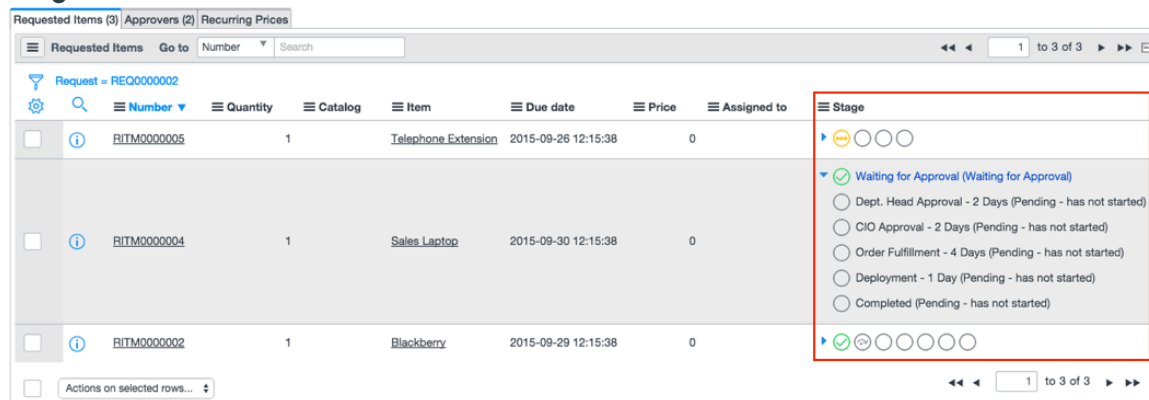 Requested Items (3) Approvers (2) Recurring Prices
Requested Items Go to Number Search 1 to 3 of 3
Request = REQ0000002
Number Quantity Catalog Item Due date Price Assigned to Stage
RITM0000005 1 Telephone Extension 2015-09-26 12:15:38 0
Waiting for Approval (Waiting for Approval)
Dept. Head Approval - 2 Days (Pending - has not started)
CIO Approval - 2 Days (Pending - has not started)
RITM0000004 1 Sales Laptop 2015-09-30 12:15:38 0
Order Fulfillment - 4 Days (Pending - has not started)
Deployment - 1 Day (Pending - has not started)
Completed (Pending - has not started)
RITM0000002 1 Blackberry 2015-09-29 12:15:38 0
Actions on selected rows... 1 to 3 of 3